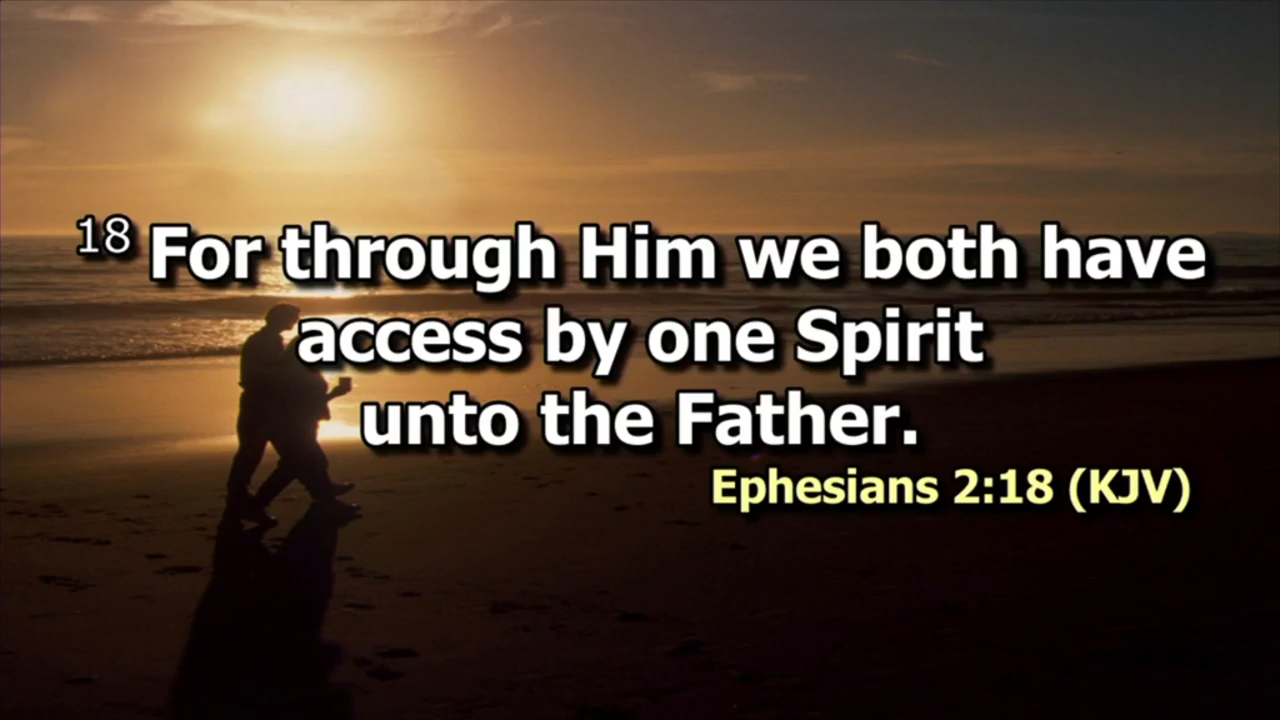 18 For through Him we both have
access by one Spirit
unto the Father.
Ephesians 2:18 (KJV)